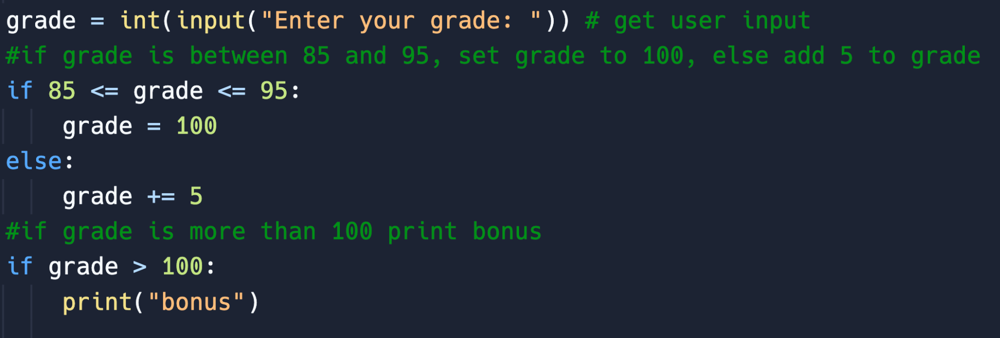 grade = int(input("Enter your grade: ")) # get user input
#if grade is between 85 and 95, set grade to 100, else add 5 to grade
if 85 <= grade <= 95:
    grade = 100
else:
    grade += 5
#if grade is more than 100 print bonus
if grade > 100:
    print("bonus")